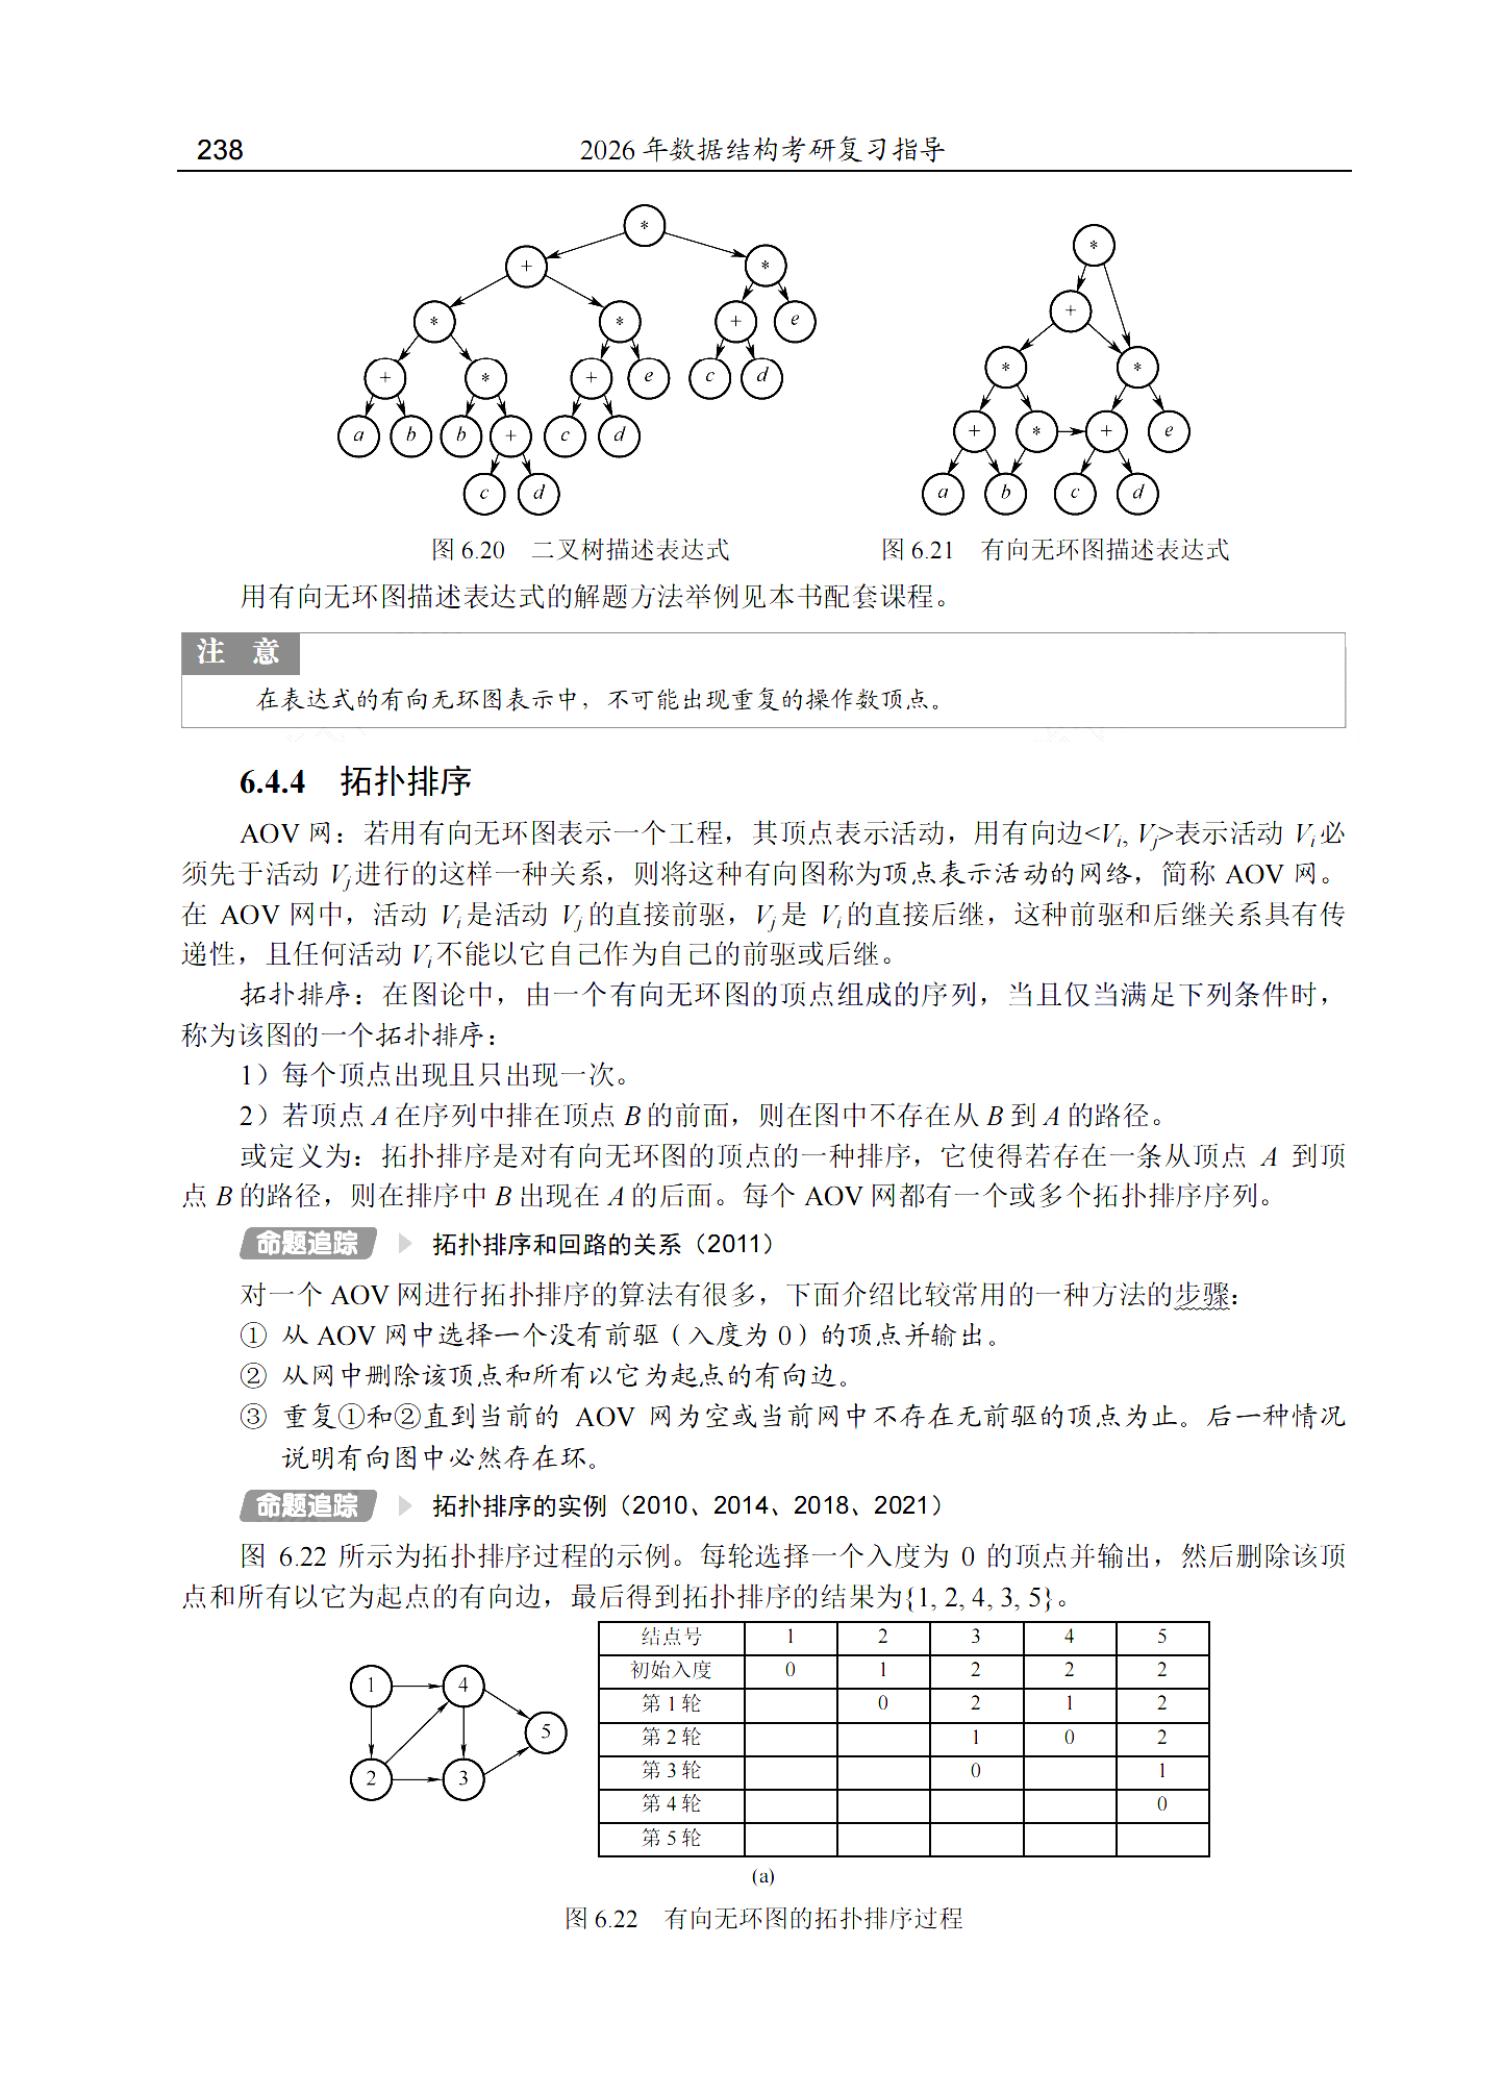 238
2026 年数据结构考研复习指导
*
+ *
* * + e
+ * + e c d
a b b + c d
c d
*
+
* *
+ * + e
a b c d
图 6.20 二叉树描述表达式
图 6.21 有向无环图描述表达式
用有向无环图描述表达式的解题方法举例见本书配套课程。
注 意
在表达式的有向无环图表示中，不可能出现重复的操作数顶点。
6.4.4 拓扑排序
AOV 网：若用有向无环图表示一个工程，其顶点表示活动，用有向边<Vi, Vj>表示活动 Vi必
须先于活动 Vj进行的这样一种关系，则将这种有向图称为顶点表示活动的网络，简称 AOV 网。
在 AOV 网中，活动 Vi是活动 Vj的直接前驱，Vj是 Vi的直接后继，这种前驱和后继关系具有传
递性，且任何活动 Vi不能以它自己作为自己的前驱或后继。
拓扑排序：在图论中，由一个有向无环图的顶点组成的序列，当且仅当满足下列条件时，
称为该图的一个拓扑排序：
1）每个顶点出现且只出现一次。
2）若顶点 A 在序列中排在顶点 B 的前面，则在图中不存在从 B 到 A 的路径。
或定义为：拓扑排序是对有向无环图的顶点的一种排序，它使得若存在一条从顶点 A 到顶
点 B 的路径，则在排序中 B 出现在 A 的后面。每个 AOV 网都有一个或多个拓扑排序序列。
命题追踪 拓扑排序和回路的关系（2011）
对一个 AOV 网进行拓扑排序的算法有很多，下面介绍比较常用的一种方法的步骤：
① 从 AOV 网中选择一个没有前驱（入度为 0）的顶点并输出。
② 从网中删除该顶点和所有以它为起点的有向边。
③ 重复①和②直到当前的 AOV 网为空或当前网中不存在无前驱的顶点为止。后一种情况
说明有向图中必然存在环。
命题追踪 拓扑排序的实例（2010、2014、2018、2021）
图 6.22 所示为拓扑排序过程的示例。每轮选择一个入度为 0 的顶点并输出，然后删除该顶
点和所有以它为起点的有向边，最后得到拓扑排序的结果为{1, 2, 4, 3, 5}。
1 4
5
2 3
结点号 1 2 3 4 5
初始入度 0 1 2 2 2
第 1 轮 0 2 1 2
第 2 轮 1 0 2
第 3 轮 0 1
第 4 轮 0
第 5 轮
(a)
图 6.22 有向无环图的拓扑排序过程